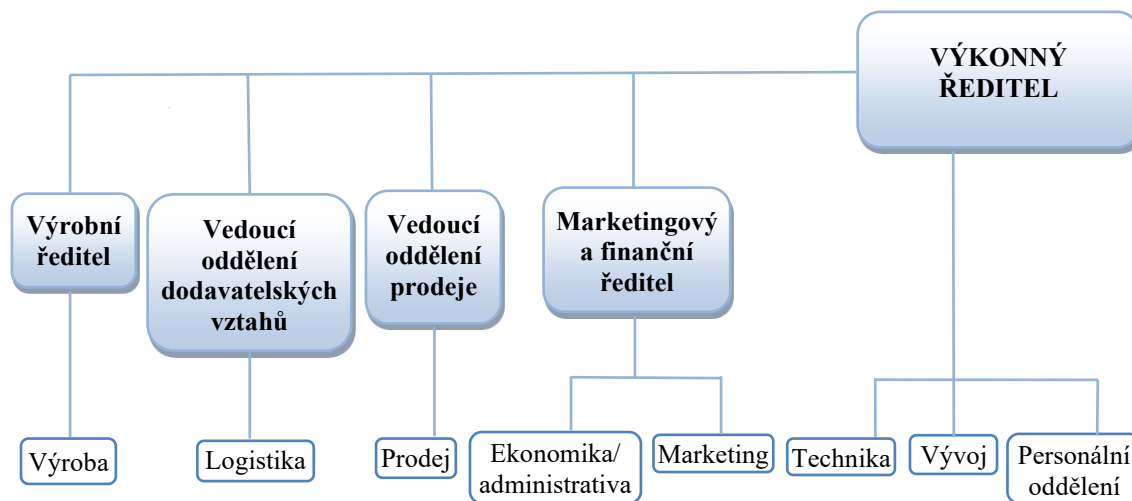 VÝKONNÝ
ŘEDITEL
Výrobní
ředitel
Vedoucí
oddělení
dodavatelských
vztahů
Vedoucí
oddělení
prodeje
Marketingový
a finanční
ředitel
Výroba
Logistika
Prodej
Ekonomika/
administrativa
Marketing
Technika
Vývoj
Personální
oddělení